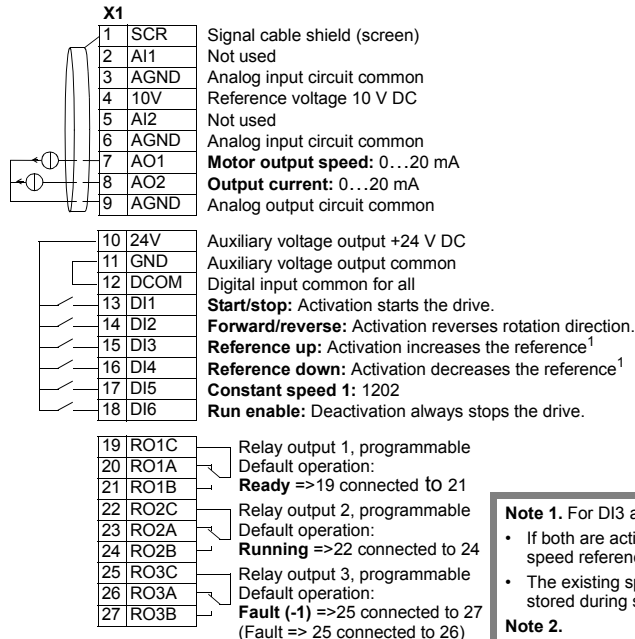 X1
1 SCR Signal cable shield (screen)
2 AI1 Not used
3 AGND Analog input circuit common
4 10V Reference voltage 10 V DC
5 AI2 Not used
6 AGND Analog input circuit common
7 AO1 Motor output speed: 0…20 mA
8 AO2 Output current: 0…20 mA
9 AGND Analog output circuit common
10 24V Auxiliary voltage output +24 V DC
11 GND Auxiliary voltage output common
12 DCOM Digital input common for all
13 DI1 Start/stop: Activation starts the drive.
14 DI2 Forward/reverse: Activation reverses rotation direction.
15 DI3 Reference up: Activation increases the reference1
16 DI4 Reference down: Activation decreases the reference1
17 DI5 Constant speed 1: 1202
18 DI6 Run enable: Deactivation always stops the drive.
19 RO1C Relay output 1, programmable
20 RO1A Default operation:
21 RO1B Ready =>19 connected to 21
22 RO2C Relay output 2, programmable
23 RO2A Default operation:
24 RO2B Running =>22 connected to 24
25 RO3C Relay output 3, programmable
26 RO3A Default operation:
27 RO3B Fault (-1) =>25 connected to 27
(Fault => 25 connected to 26)
Note 1. For DI3 a
• If both are acti
speed referenc
• The existing sp
stored during s
Note 2.